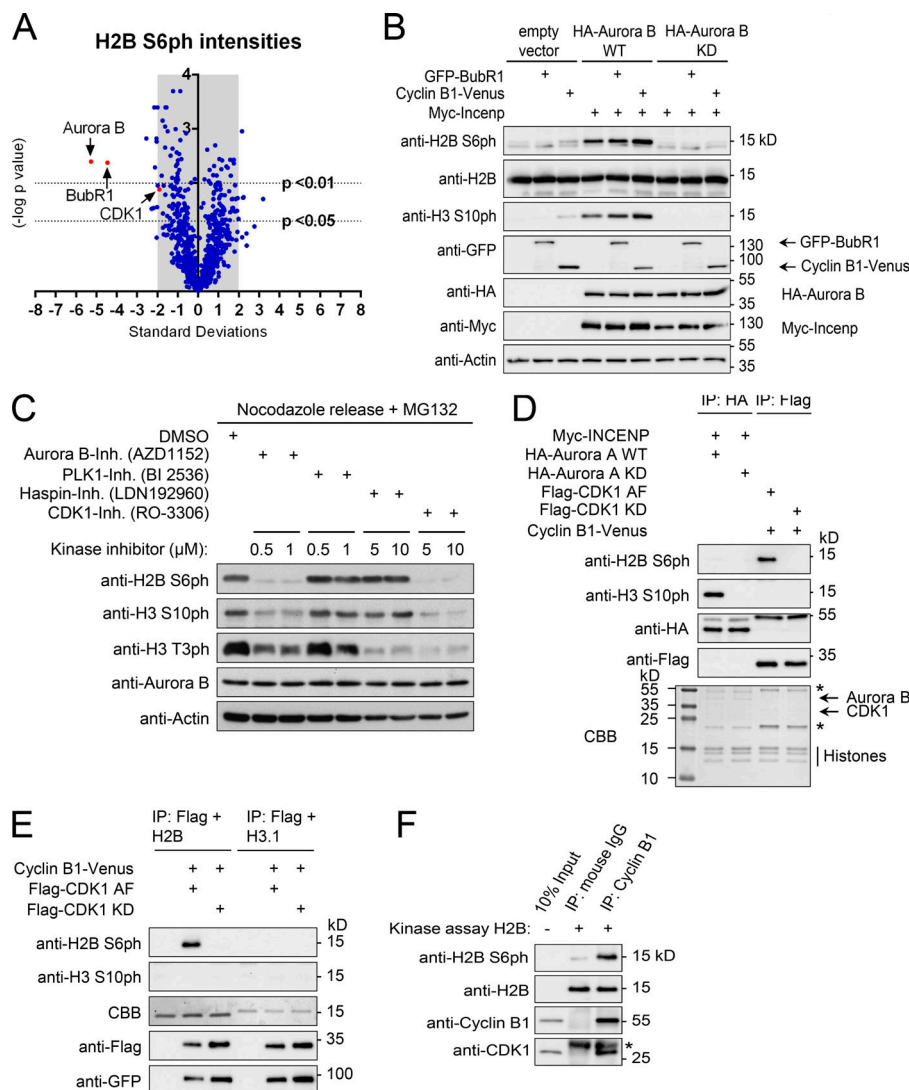 A
H2B S6ph intensities
4
3
Aurora B
BubR1
CDK1
p <0.01
p <0.05
(-log p value)
-8 -7 -6 -5 -4 -3 -2 -1 0 1 2 3 4 5 6 7 8
Standard Deviations
B
empty vector
HA-Aurora B WT
HA-Aurora B KD
GFP-BubR1 + + +
Cyclin B1-Venus + + +
Myc-Incenp + + + + + +
anti-H2B S6ph 15 kD
anti-H2B 15
anti-H3 S10ph 15
anti-GFP 130 100
GFP-BubR1
Cyclin B1-Venus
anti-HA 55 35 HA-Aurora B
anti-Myc 130 Myc-Incenp
anti-Actin 55 35
C
Nocodazole release + MG132
DMSO +
Aurora B-Inh. (AZD1152) + +
PLK1-Inh. (BI 2536) + +
Haspin-Inh. (LDN192960) + +
CDK1-Inh. (RO-3306) + +
Kinase inhibitor (μM): 0.5 1 0.5 1 5 10 5 10
anti-H2B S6ph
anti-H3 S10ph
anti-H3 T3ph
anti-Aurora B
anti-Actin
D
IP: HA IP: Flag
Myc-INCENP + +
HA-Aurora A WT +
HA-Aurora A KD +
Flag-CDK1 AF +
Flag-CDK1 KD +
Cyclin B1-Venus + +
kD
anti-H2B S6ph 15
anti-H3 S10ph 15
anti-HA 55
anti-Flag 35
kD
55 *
35 Aurora B
25 CDK1
*
CBB
15 Histones
10
E
IP: Flag + H2B
IP: Flag + H3.1
Cyclin B1-Venus + + + +
Flag-CDK1 AF + +
Flag-CDK1 KD + +
kD
anti-H2B S6ph 15
anti-H3 S10ph 15
CBB 15
anti-Flag 35
anti-GFP 100
F
10% Input
IP: mouse IgG
IP: Cyclin B1
Kinase assay H2B: - + +
anti-H2B S6ph 15 kD
anti-H2B 15
anti-Cyclin B1 55
anti-CDK1 * 25